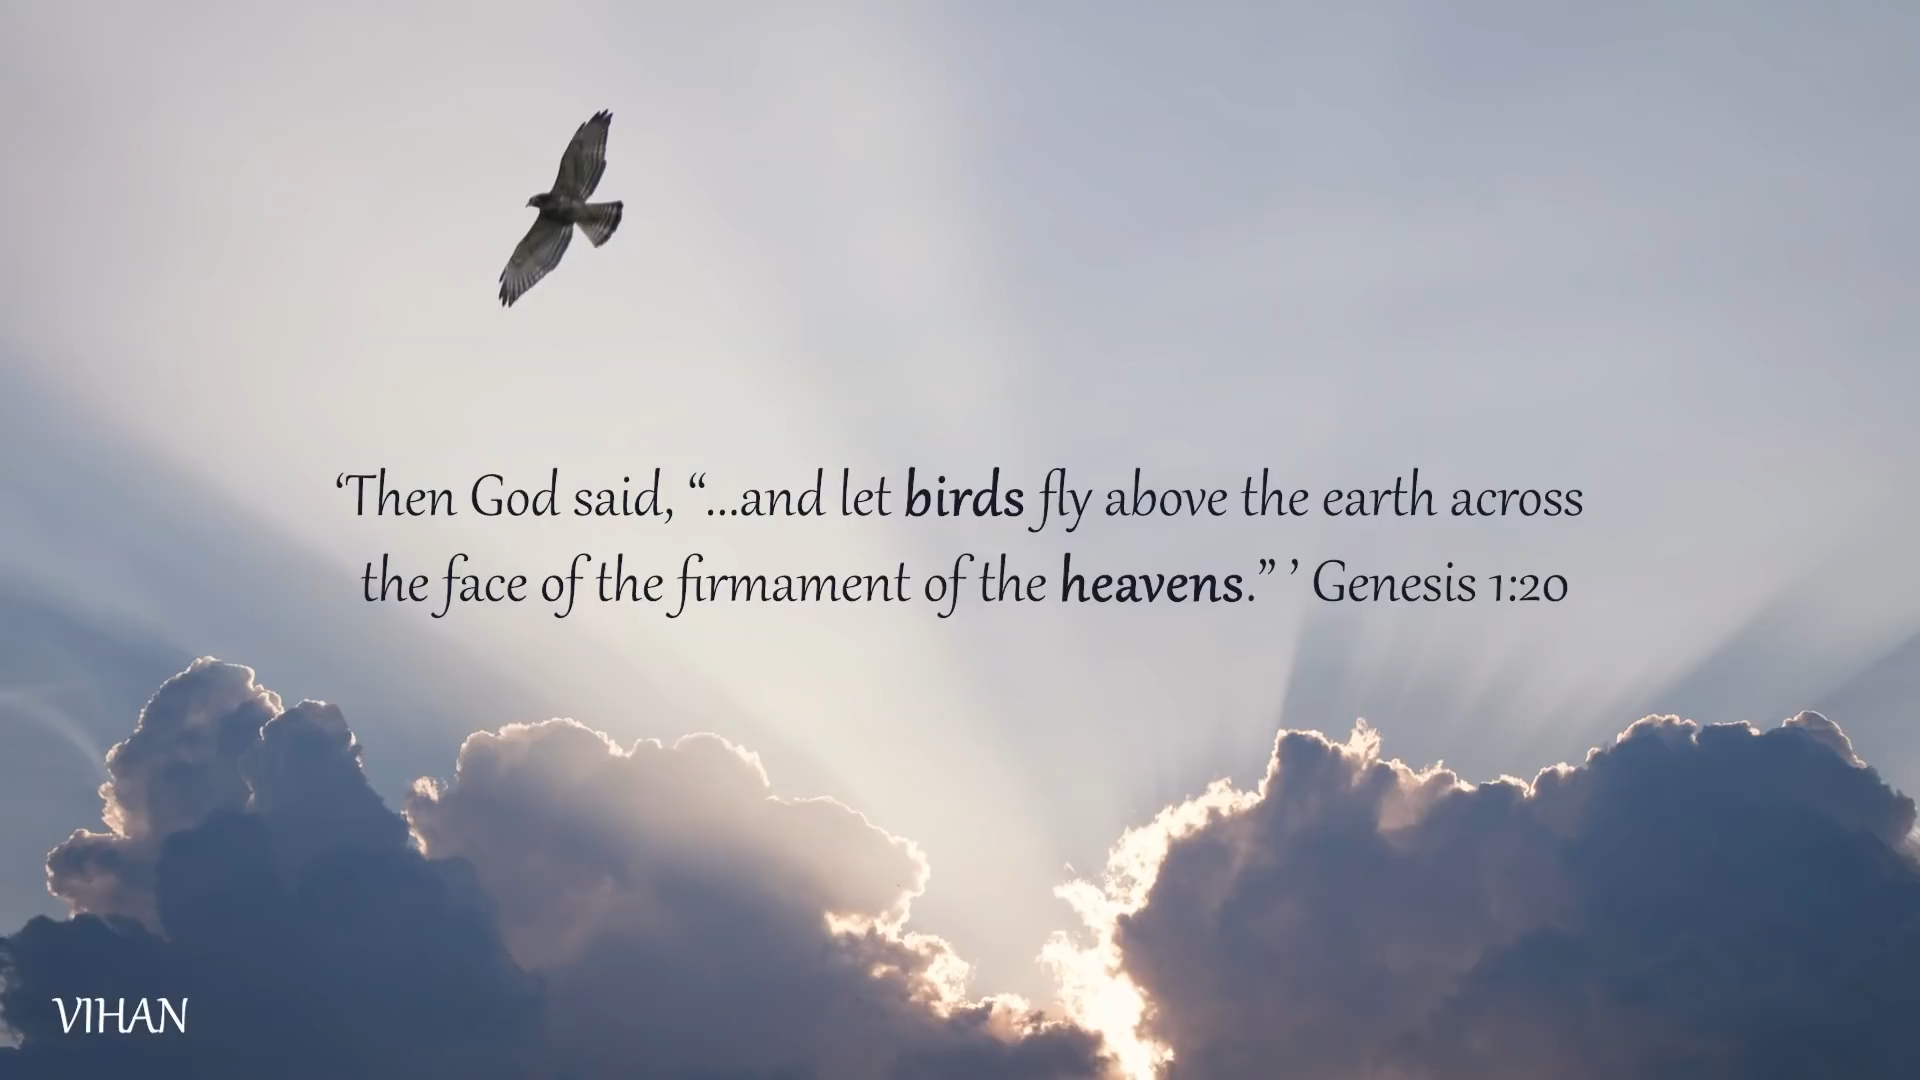 ‘Then God said, “...and let birds fly above the earth across
the face of the firmament of the heavens.” ’ Genesis 1:20
VIHAN